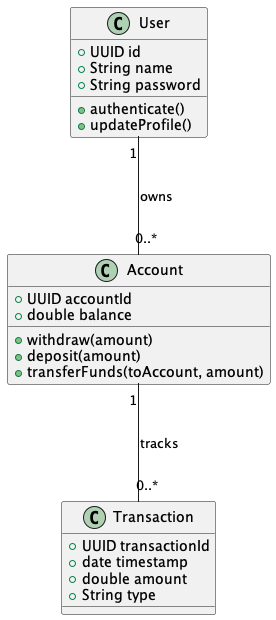 C User
UUID id
String name
String password
authenticate()
updateProfile()
1
owns
0..*
C Account
UUID accountId
double balance
withdraw(amount)
deposit(amount)
transferFunds(toAccount, amount)
1
tracks
0..*
C Transaction
UUID transactionId
date timestamp
double amount
String type